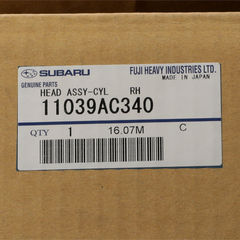 SUBARU FUJI HEAVY INDUSTRIES LTD.
GENUINE PARTS MADE IN JAPAN
HEAD ASSY-CYL RH
11039AC340
QTY 1 16.07M C